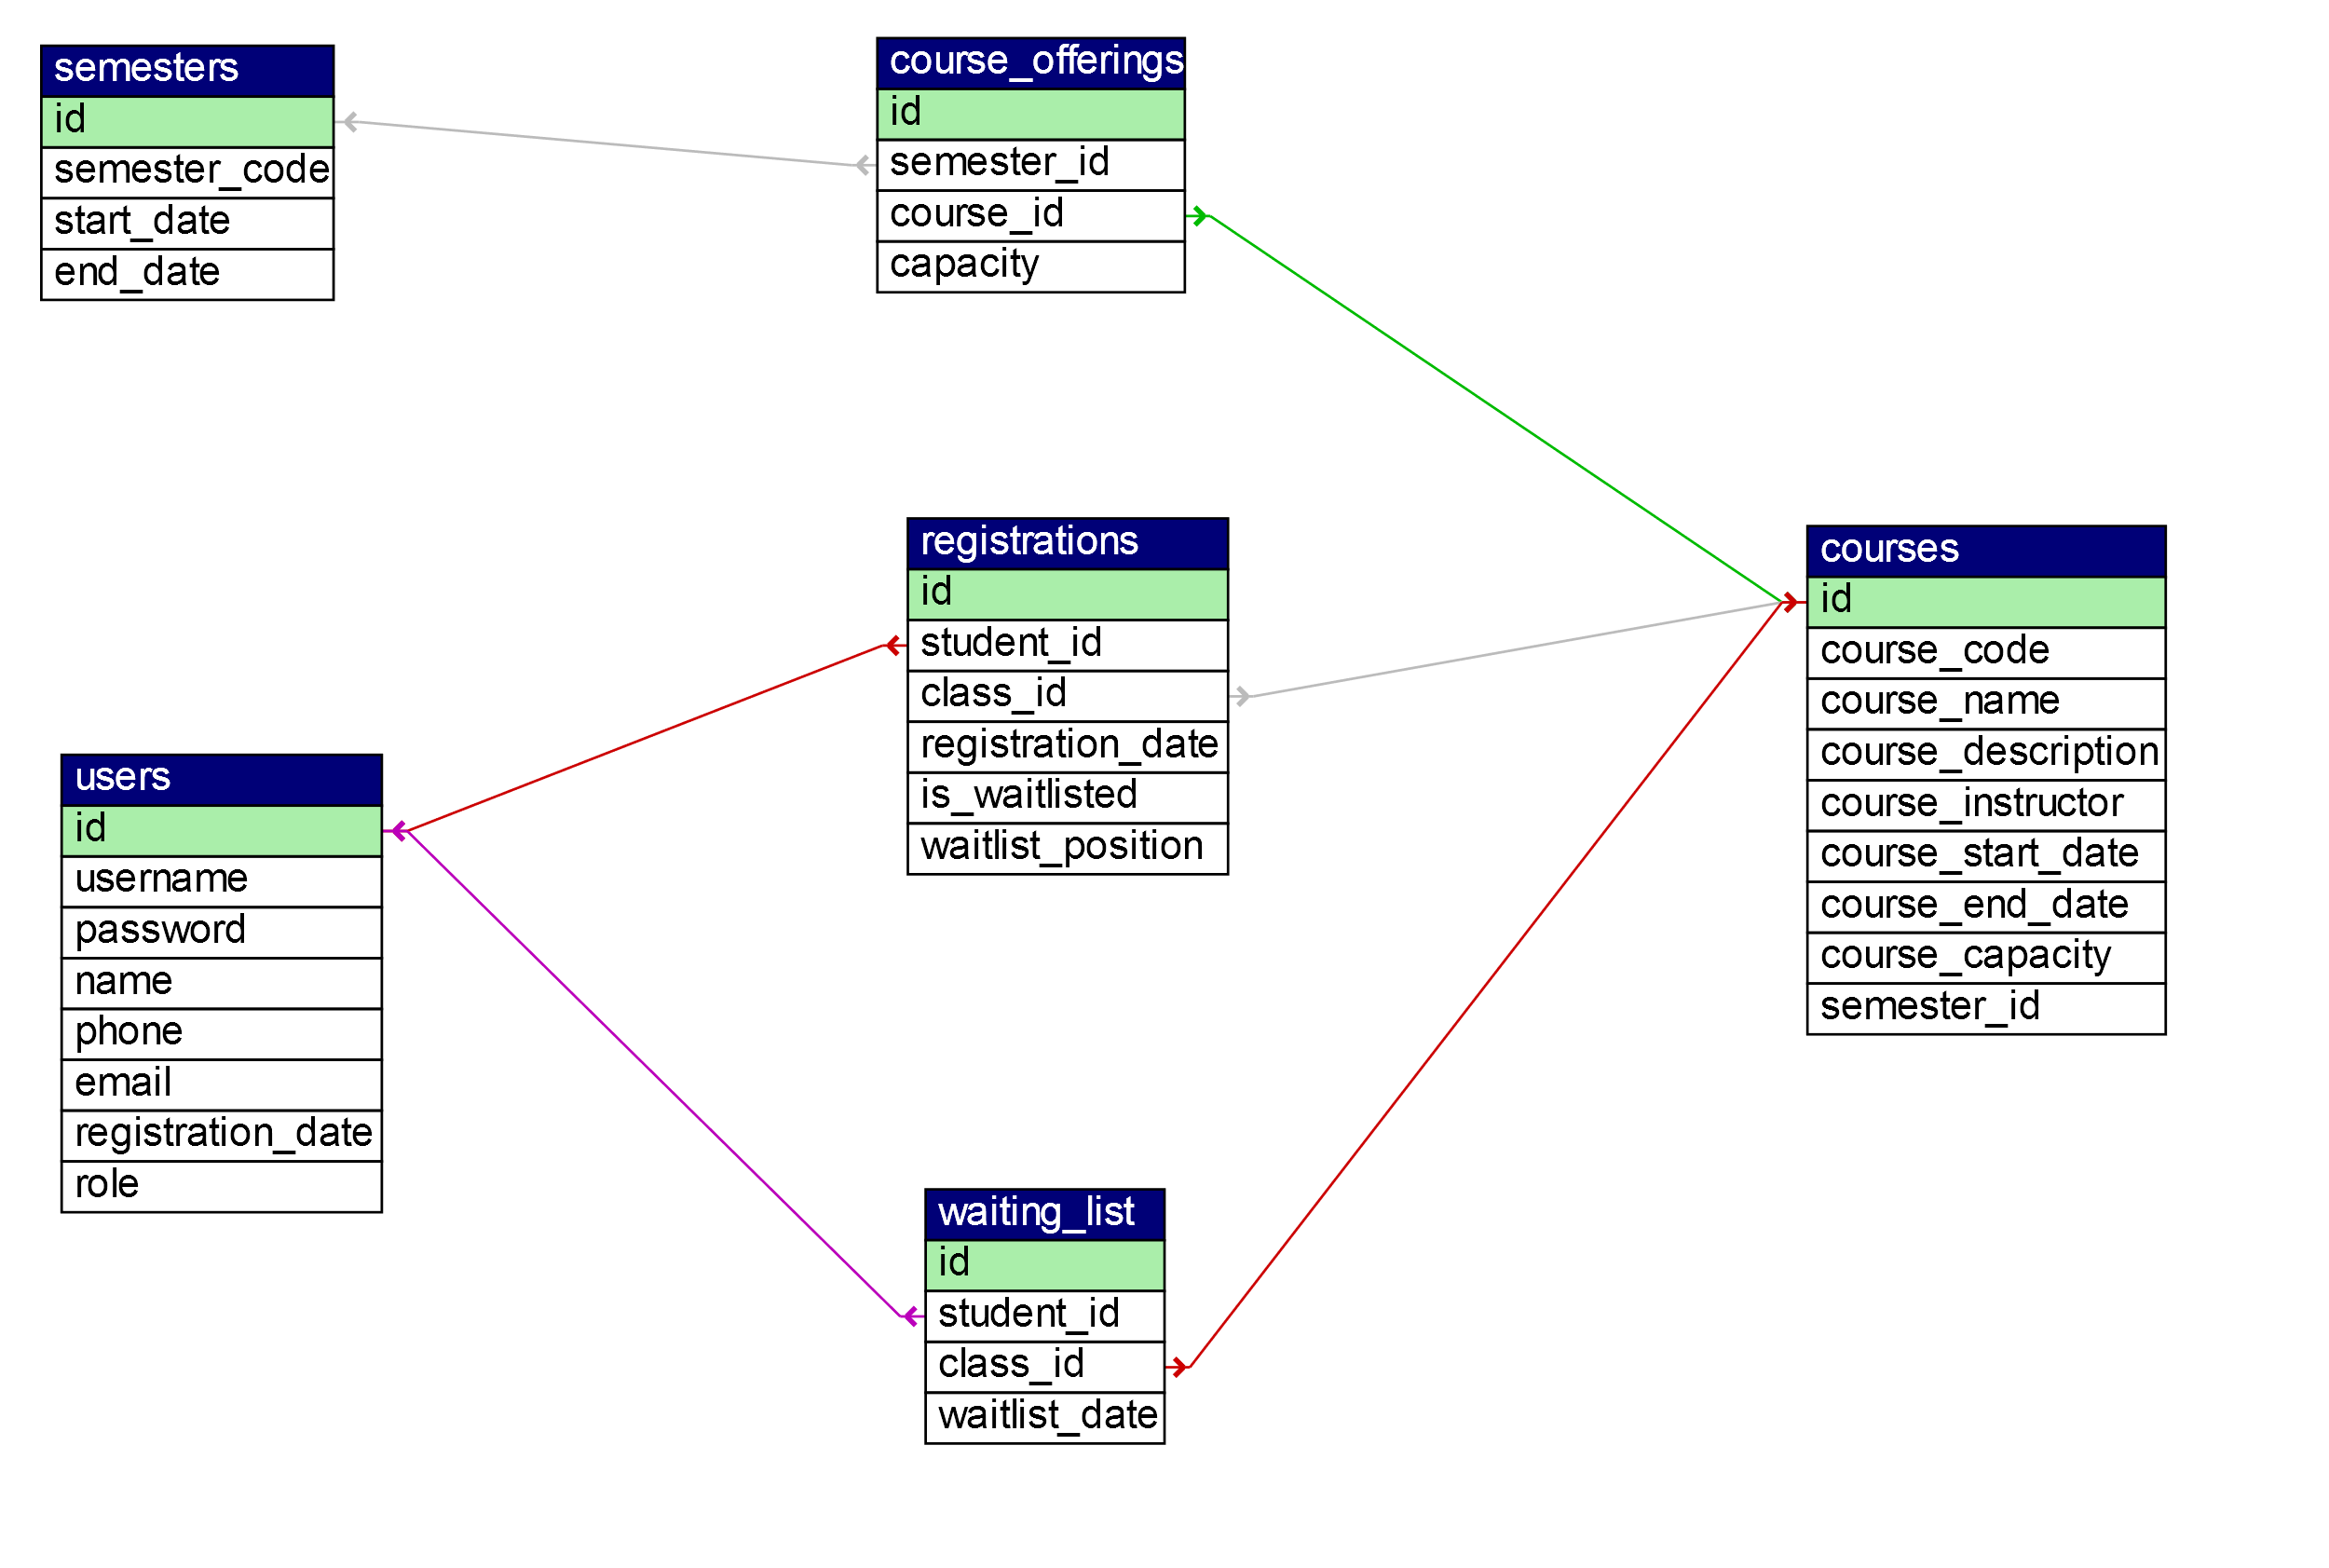 semesters
id
semester_code
start_date
end_date
course_offerings
id
semester_id
course_id
capacity
registrations
id
student_id
class_id
registration_date
is_waitlisted
waitlist_position
courses
id
course_code
course_name
course_description
course_instructor
course_start_date
course_end_date
course_capacity
semester_id
users
id
username
password
name
phone
email
registration_date
role
waiting_list
id
student_id
class_id
waitlist_date